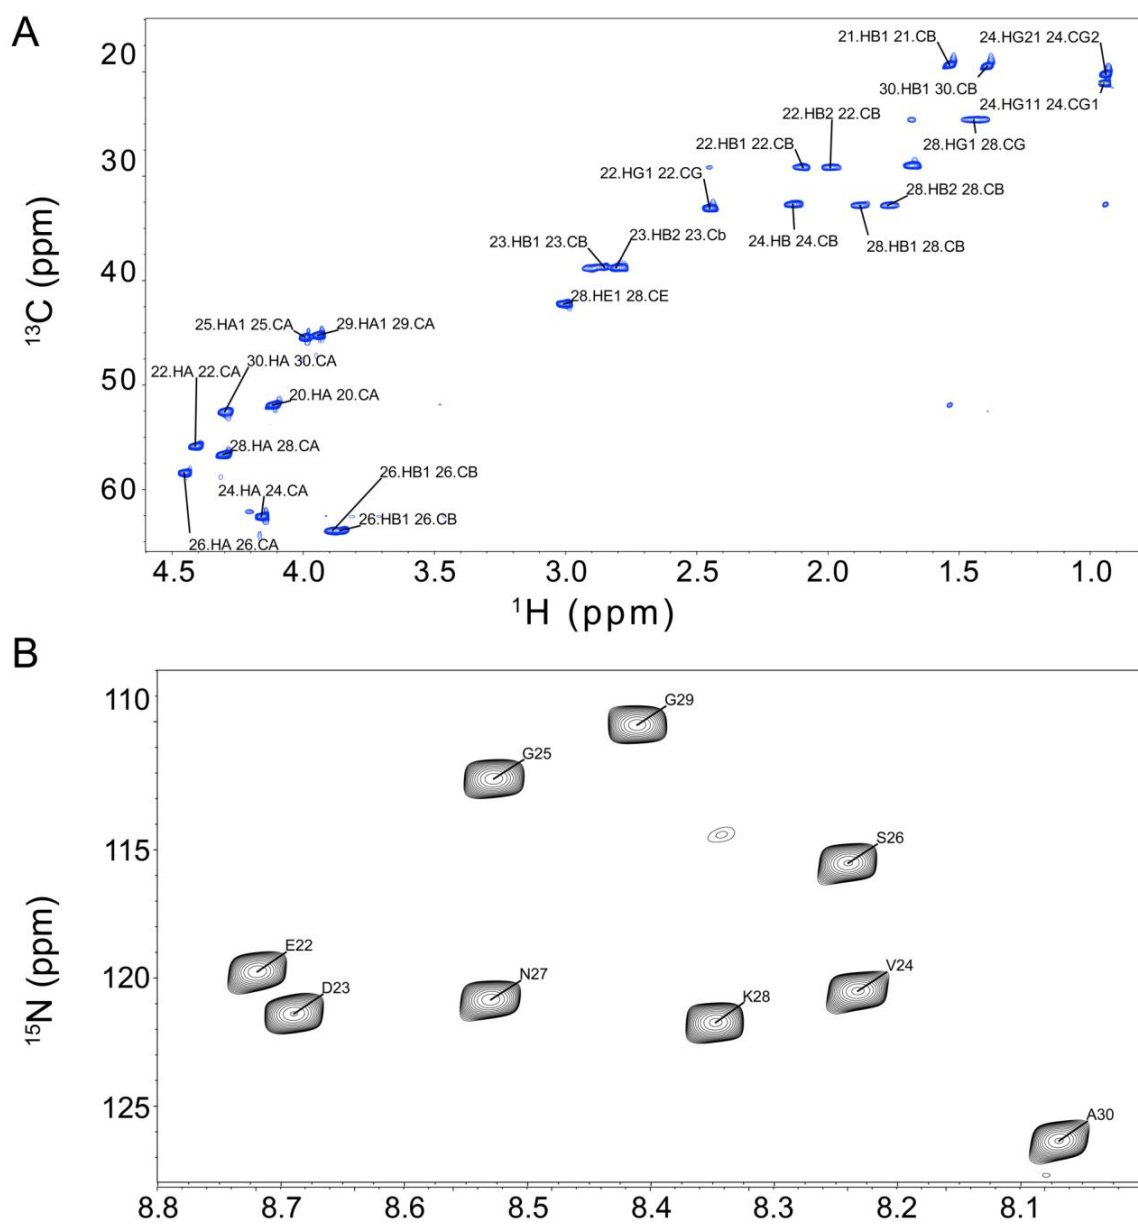 A
20
30
40
50
60
13C (ppm)
21.HB1 21.CB
24.HG21 24.CG2
30.HB1 30.CB
24.HG11 24.CG1
22.HB2 22.CB
28.HG1 28.CG
22.HB1 22.CB
22.HG1 22.CG
28.HB2 28.CB
24.HB 24.CB
28.HB1 28.CB
23.HB1 23.CB
23.HB2 23.Cb
28.HE1 28.CE
25.HA1 25.CA
29.HA1 29.CA
30.HA 30.CA
22.HA 22.CA
20.HA 20.CA
28.HA 28.CA
24.HA 24.CA
26.HB1 26.CB
26.HB1 26.CB
26.HA 26.CA
4.5 4.0 3.5 3.0 2.5 2.0 1.5 1.0
1H (ppm)
B
110
115
120
125
15N (ppm)
G29
G25
S26
E22
D23
N27
V24
K28
A30
8.8 8.7 8.6 8.5 8.4 8.3 8.2 8.1